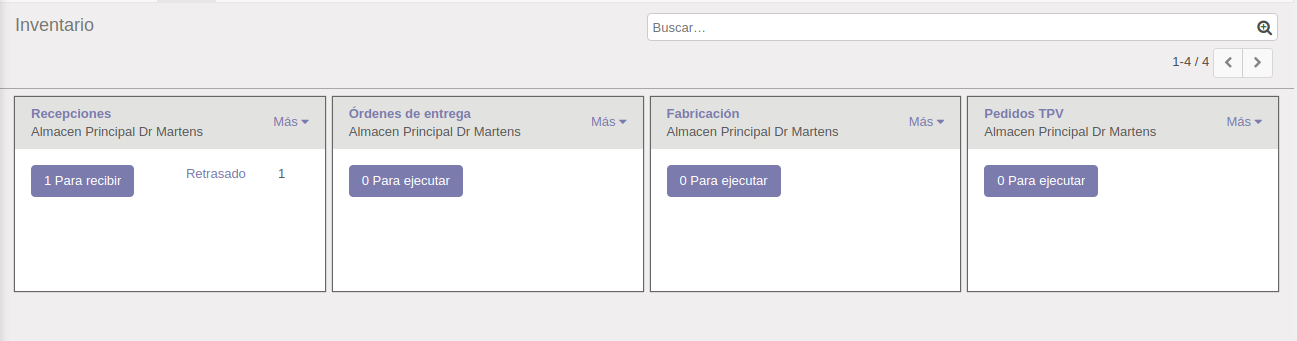 Inventario
Buscar...
1-4 / 4
Recepciones
Almacen Principal Dr Martens
Más
1 Para recibir
Retrasado 1
Órdenes de entrega
Almacen Principal Dr Martens
Más
0 Para ejecutar
Fabricación
Almacen Principal Dr Martens
Más
0 Para ejecutar
Pedidos TPV
Almacen Principal Dr Martens
Más
0 Para ejecutar